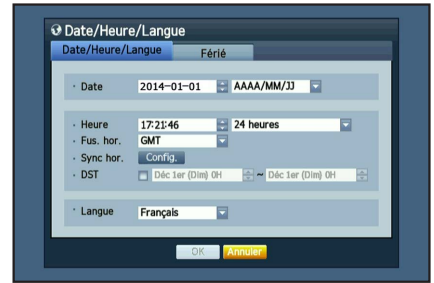 Date/Heure/Langue
Date/Heure/Langue Férié
· Date 2014-01-01 AAAA/MM/JJ
· Heure 17:21:46 24 heures
· Fus. hor. GMT
· Sync hor. Config.
· DST Déc 1er (Dim) 0H ~ Déc 1er (Dim) 0H
· Langue Français
OK Annuler